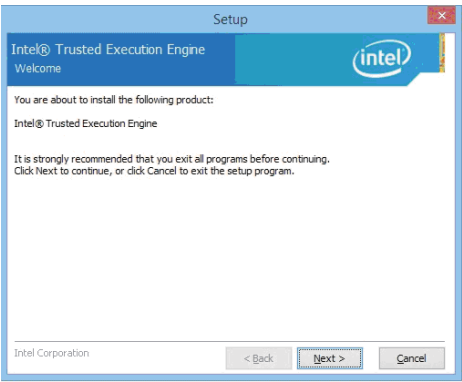 Setup
Intel® Trusted Execution Engine
Welcome
intel
You are about to install the following product:
Intel® Trusted Execution Engine
It is strongly recommended that you exit all programs before continuing.
Click Next to continue, or click Cancel to exit the setup program.
Intel Corporation
< Back
Next >
Cancel